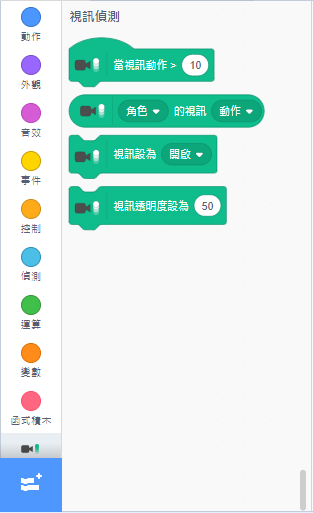 視訊偵測
動作
外觀
音效
事件
控制
偵測
運算
變數
函式積木
當視訊動作 > 10
角色 的視訊 動作
視訊設為 開啟
視訊透明度設為 50